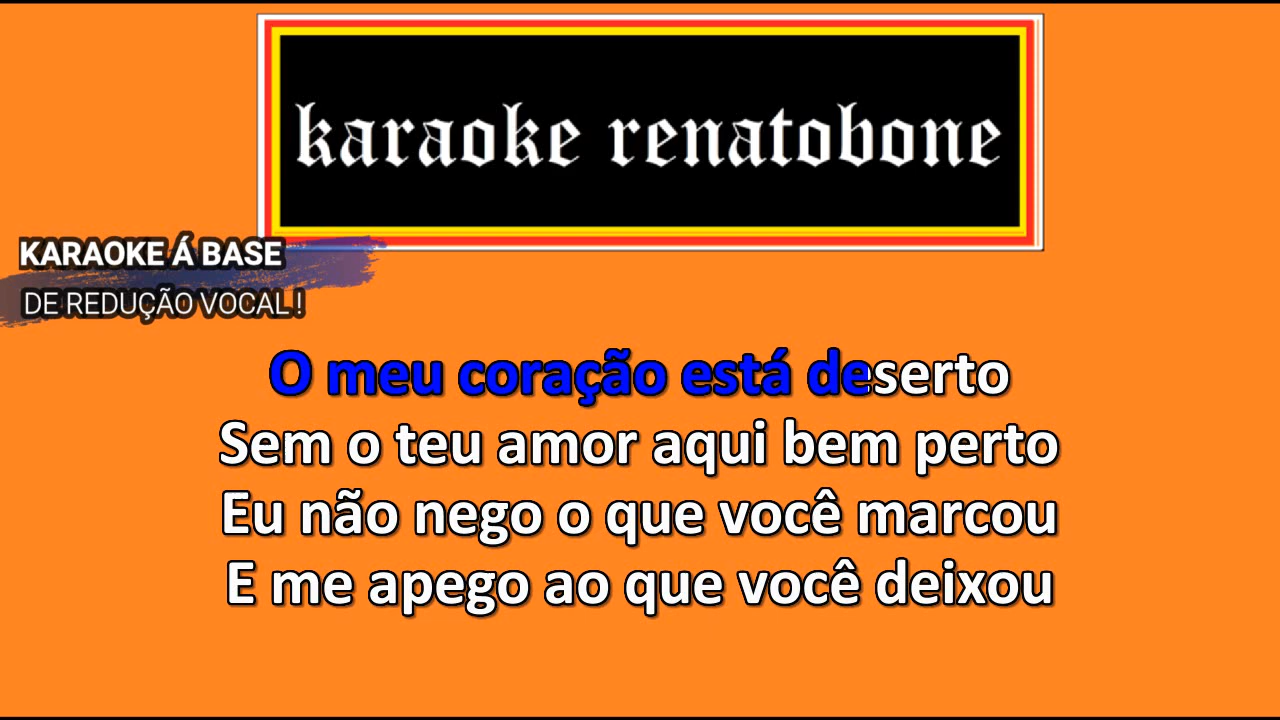 karaoke renatobone
KARAOKE Á BASE
DE REDUÇÃO VOCAL !
O meu coração está deserto
Sem o teu amor aqui bem perto
Eu não nego o que você marcou
E me apego ao que você deixou